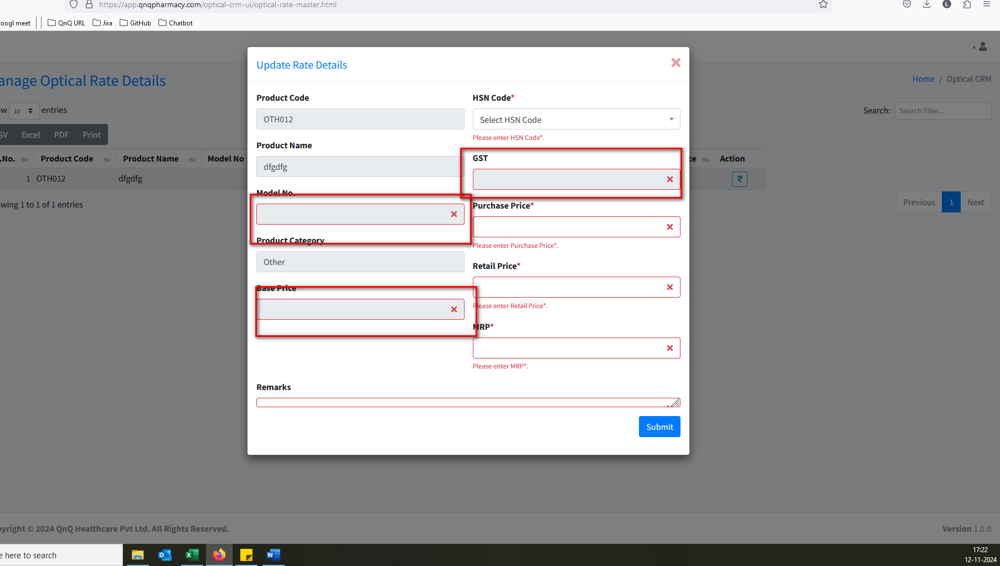 https://app.qnqpharmacy.com/optical-crm-ui/optical-rate-master.html
L
oogl meet
QnQ URL
Jira
GitHub
Chatbot
anage Optical Rate Details
Home / Optical CRM
w 10 entries
Search: Search filter...
SV Excel PDF Print
.No. Product Code Product Name Model No ce Action
1 OTH012 dfgdfg ₹
wing 1 to 1 of 1 entries
Previous 1 Next
Update Rate Details
Product Code
OTH012
Product Name
dfgdfg
Model No.
Product Category
Other
Base Price
HSN Code*
Select HSN Code
Please enter HSN Code*.
GST
Purchase Price*
Please enter Purchase Price*.
Retail Price*
Please enter Retail Price*.
MRP*
Please enter MRP*.
Remarks
Submit
pyright © 2024 QnQ Healthcare Pvt Ltd. All Rights Reserved.
Version 1.0.0
e here to search
17:22
12-11-2024